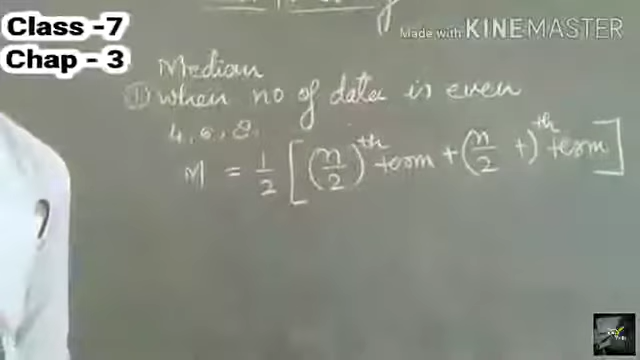 Class -7
Chap - 3
Made with KINEMASTER
Median
① When no of data is even
4, 6, 8,
M = 1/2 [(n/2)th term + (n/2 +)th term]